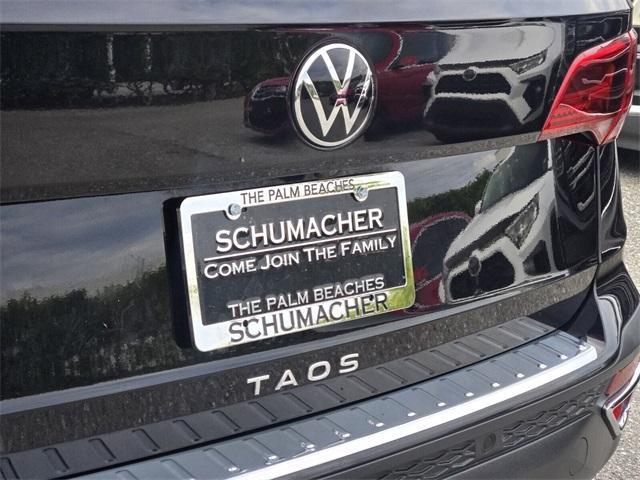 THE PALM BEACHES
SCHUMACHER
COME JOIN THE FAMILY
THE PALM BEACHES
SCHUMACHER
TAOS